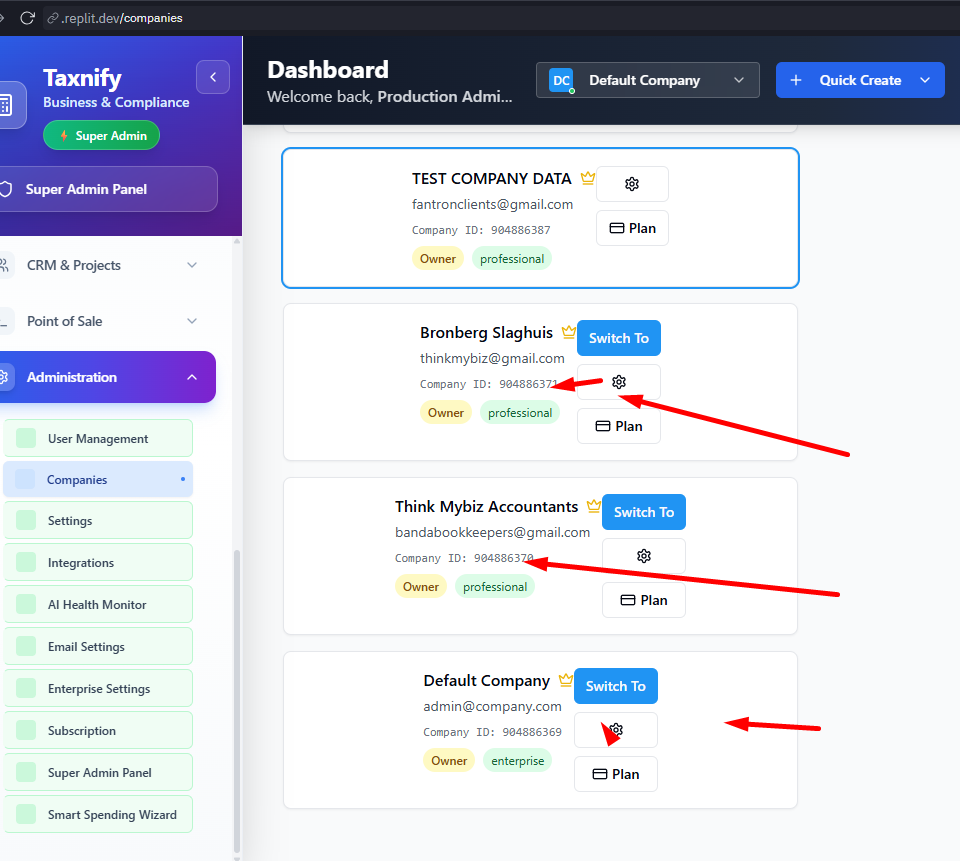 .replit.dev/companies
Taxnify
Business & Compliance
Super Admin
Super Admin Panel
CRM & Projects
Point of Sale
Administration
User Management
Companies
Settings
Integrations
AI Health Monitor
Email Settings
Enterprise Settings
Subscription
Super Admin Panel
Smart Spending Wizard
Dashboard
Welcome back, Production Admi...
DC Default Company
+ Quick Create
TEST COMPANY DATA
fantronclients@gmail.com
Company ID: 904886387
Owner professional
Plan
Bronberg Slaghuis
Switch To
thinkmybiz@gmail.com
Company ID: 904886371
Owner professional
Plan
Think Mybiz Accountants
Switch To
bandabookkeepers@gmail.com
Company ID: 904886370
Owner professional
Plan
Default Company
Switch To
admin@company.com
Company ID: 904886369
Owner enterprise
Plan